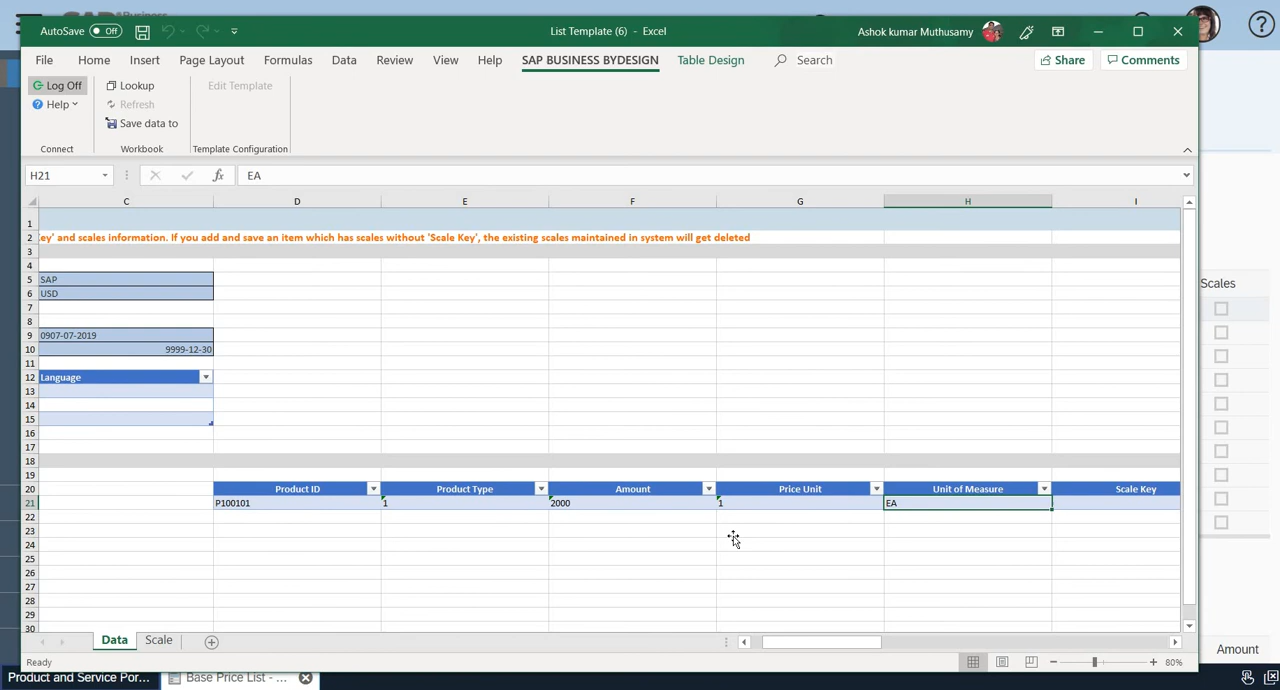 AutoSave Off
List Template (6) - Excel
Ashok kumar Muthusamy
File Home Insert Page Layout Formulas Data Review View Help SAP BUSINESS BYDESIGN Table Design Search Share Comments
Log Off Lookup Edit Template
Help Refresh
Save data to
Connect Workbook Template Configuration
H21 fx EA
C D E F G H I
1
2 key' and scales information. If you add and save an item which has scales without 'Scale Key', the existing scales maintained in system will get deleted
3
4
5 SAP
6 USD
7
8
9 0907-07-2019
10 9999-12-30
11
12 Language
13
14
15
16
17
18
19
20 Product ID Product Type Amount Price Unit Unit of Measure Scale Key
21 P100101 1 2000 1 EA
22
23
24
25
26
27
28
29
30
Scales
Data Scale
Amount
Ready 80%
Product and Service Por... Base Price List - ...